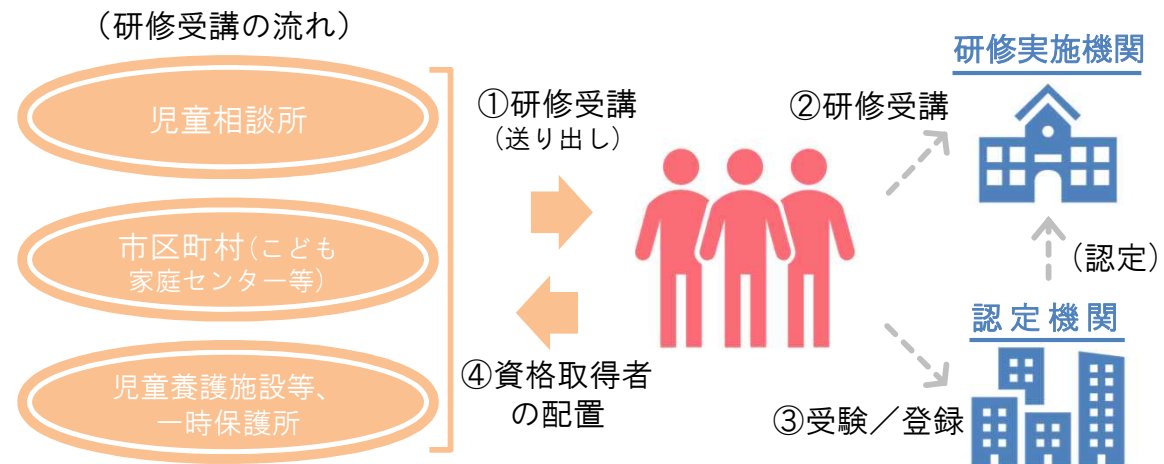 （研修受講の流れ）
児童相談所
市区町村（こども
家庭センター等）
児童養護施設等、
一時保護所
①研修受講
（送り出し）
④資格取得者
の配置
②研修受講
③受験／登録
研修実施機関
（認定）
認定機関